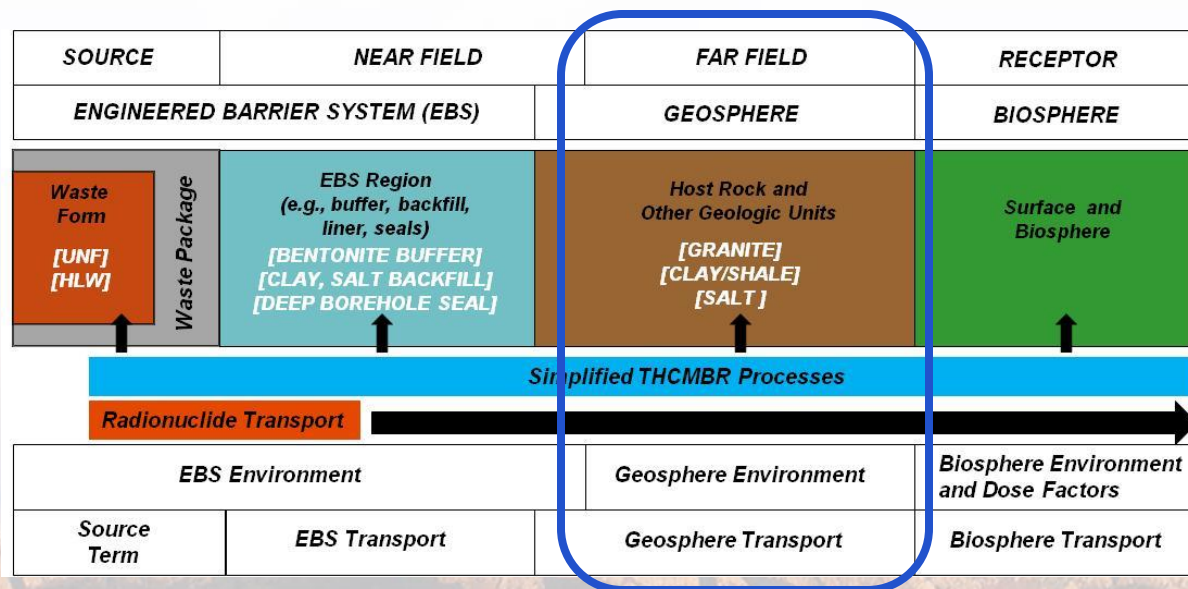 SOURCE
NEAR FIELD
FAR FIELD
RECEPTOR
ENGINEERED BARRIER SYSTEM (EBS)
GEOSPHERE
BIOSPHERE
Waste
Form
[UNF]
[HLW]
Waste Package
EBS Region
(e.g., buffer, backfill,
liner, seals)
[BENTONITE BUFFER]
[CLAY, SALT BACKFILL]
[DEEP BOREHOLE SEAL]
Host Rock and
Other Geologic Units
[GRANITE]
[CLAY/SHALE]
[SALT ]
Surface and
Biosphere
Simplified THCMBR Processes
Radionuclide Transport
EBS Environment
Geosphere Environment
Biosphere Environment
and Dose Factors
Source
Term
EBS Transport
Geosphere Transport
Biosphere Transport